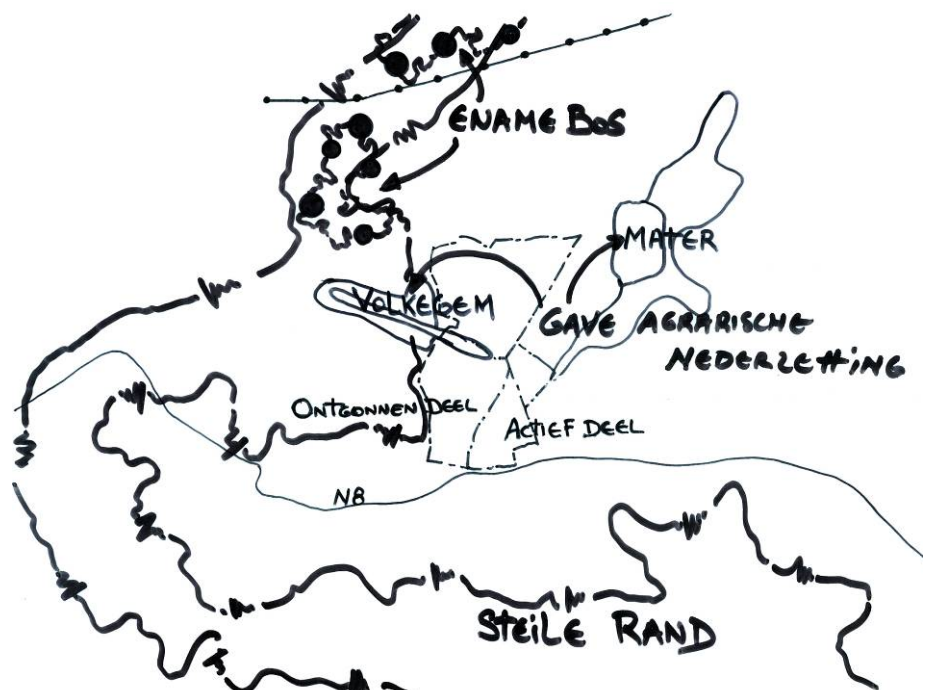 ENAME BOS
MATER
VOLKEGEM
GAVE AGRARISCHE
NEDERZETTING
ONTGONNEN DEEL
ACTIEF DEEL
N8
STEILE RAND